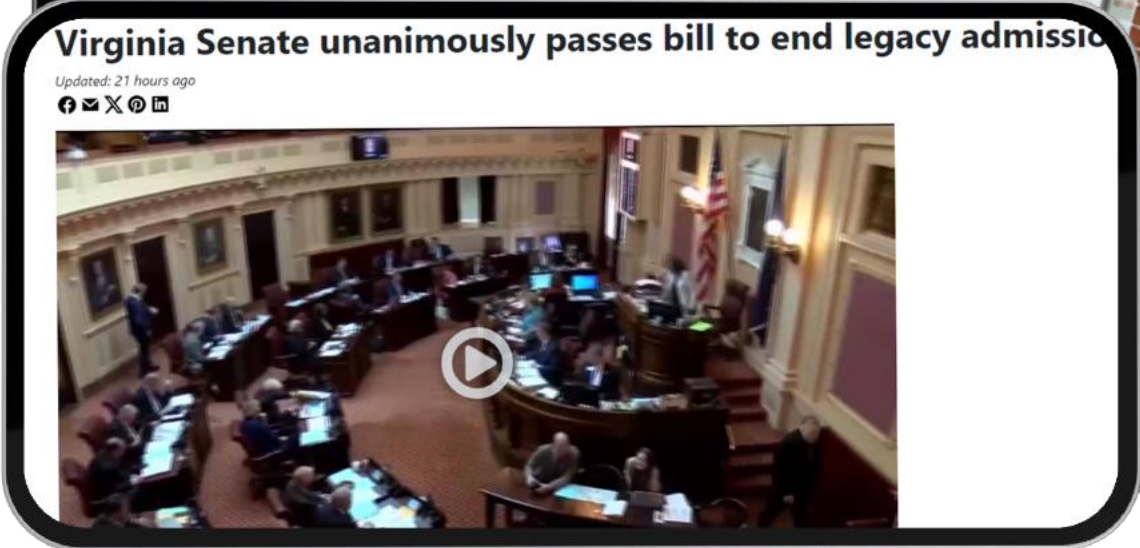 Virginia Senate unanimously passes bill to end legacy admissio
Updated: 21 hours ago